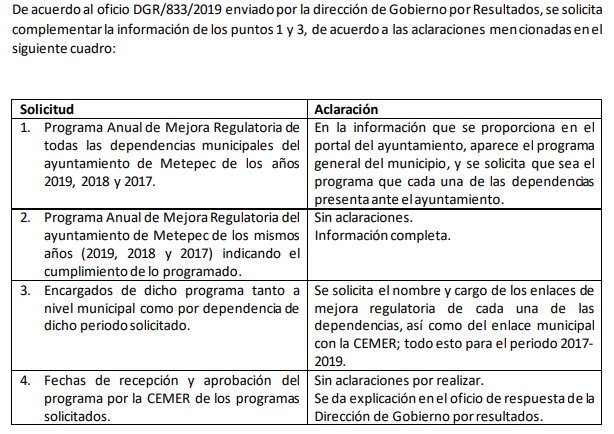 De acuerdo al oficio DGR/833/2019 enviado por la dirección de Gobierno por Resultados, se solicita
complementar la información de los puntos 1 y 3, de acuerdo a las aclaraciones mencionadas en el
siguiente cuadro:
Solicitud
Aclaración
1. Programa Anual de Mejora Regulatoria de
todas las dependencias municipales del
ayuntamiento de Metepec de los años
2019, 2018 y 2017.
En la información que se proporciona en el
portal del ayuntamiento, aparece el programa
general del municipio, y se solicita que sea el
programa que cada una de las dependencias
presenta ante el ayuntamiento.
2. Programa Anual de Mejora Regulatoria del
ayuntamiento de Metepec de los mismos
años (2019, 2018 y 2017) indicando el
cumplimiento de lo programado.
Sin aclaraciones.
Información completa.
3. Encargados de dicho programa tanto a
nivel municipal como por dependencia de
dicho periodo solicitado.
Se solicita el nombre y cargo de los enlaces de
mejora regulatoria de cada una de las
dependencias, así como del enlace municipal
con la CEMER; todo esto para el periodo 2017-
2019.
4. Fechas de recepción y aprobación del
programa por la CEMER de los programas
solicitados.
Sin aclaraciones por realizar.
Se da explicación en el oficio de respuesta de la
Dirección de Gobierno por resultados.